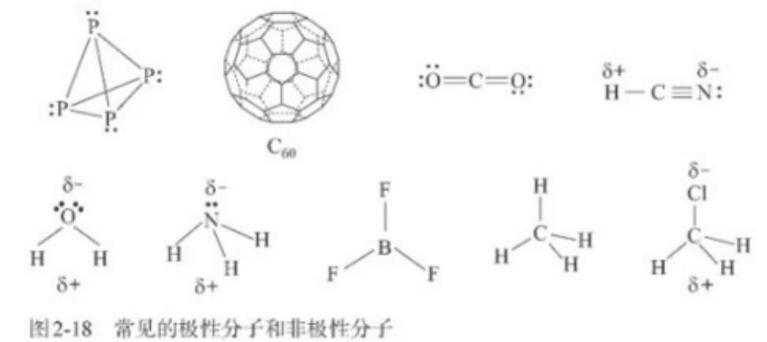 P P: :P P
C₆₀
:O=C=O:
δ+ δ-
H—C≡N:
δ-
O
H H
δ+
δ-
N
H H H
δ+
F
B
F F
H
C
H H H
δ-
Cl
C
H H H
δ+
图2-18 常见的极性分子和非极性分子